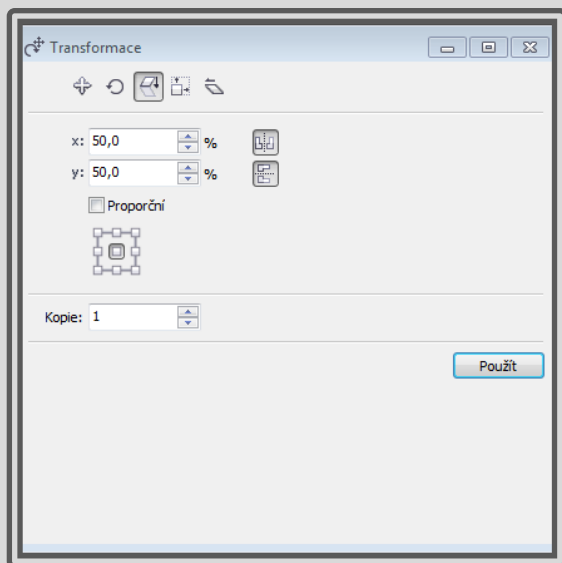 Transformace
x: 50,0 %
y: 50,0 %
Proporční
Kopie: 1
Použít